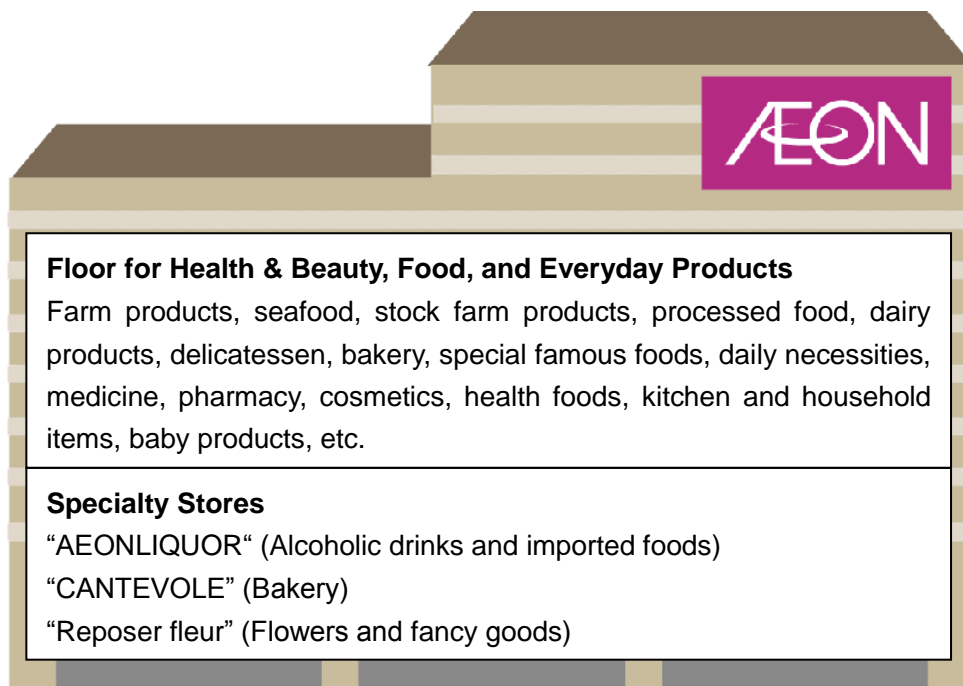 ÆON
Floor for Health & Beauty, Food, and Everyday Products
Farm products, seafood, stock farm products, processed food, dairy
products, delicatessen, bakery, special famous foods, daily necessities,
medicine, pharmacy, cosmetics, health foods, kitchen and household
items, baby products, etc.
Specialty Stores
“AEONLIQUOR“ (Alcoholic drinks and imported foods)
“CANTEVOLE” (Bakery)
“Reposer fleur” (Flowers and fancy goods)